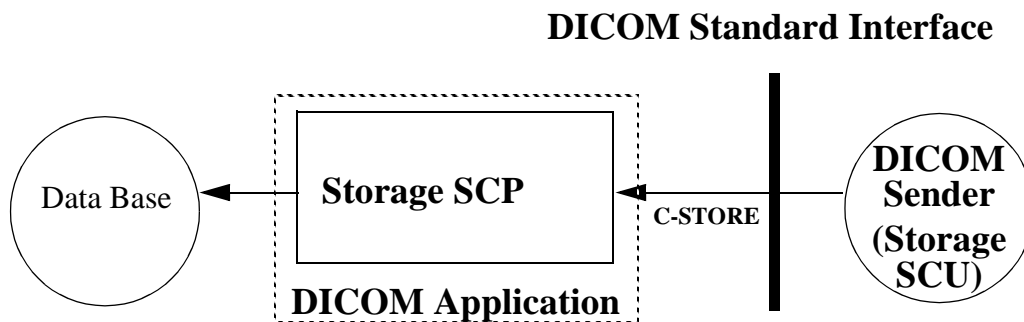 DICOM Standard Interface
Data Base
Storage SCP
C-STORE
DICOM
Sender
(Storage
SCU)
DICOM Application